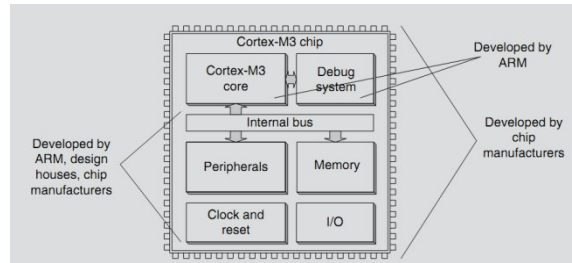 Cortex-M3 chip
Cortex-M3
core
Debug
system
Developed by
ARM
Internal bus
Developed by
ARM, design
houses, chip
manufacturers
Developed by
chip
manufacturers
Peripherals
Memory
Clock and
reset
I/O